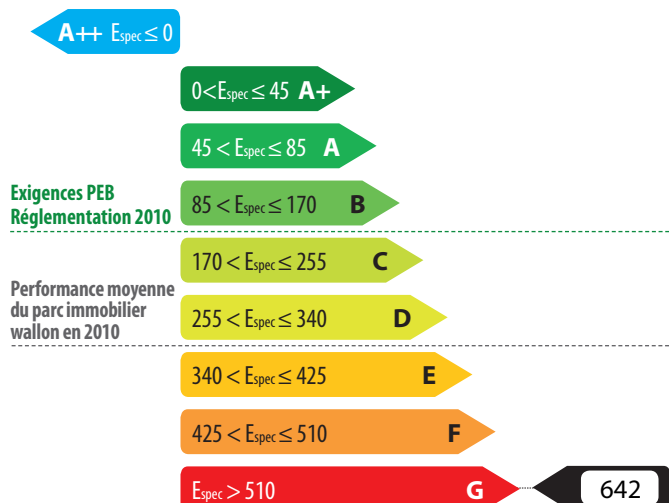 A++ Espec ≤ 0
0<Espec ≤ 45 A+
45 < Espec ≤ 85 A
Exigences PEB
Réglementation 2010
85 < Espec ≤ 170 B
170 < Espec ≤ 255 C
Performance moyenne
du parc immobilier
wallon en 2010
255 < Espec ≤ 340 D
340 < Espec ≤ 425 E
425 < Espec ≤ 510 F
Espec > 510 G 642